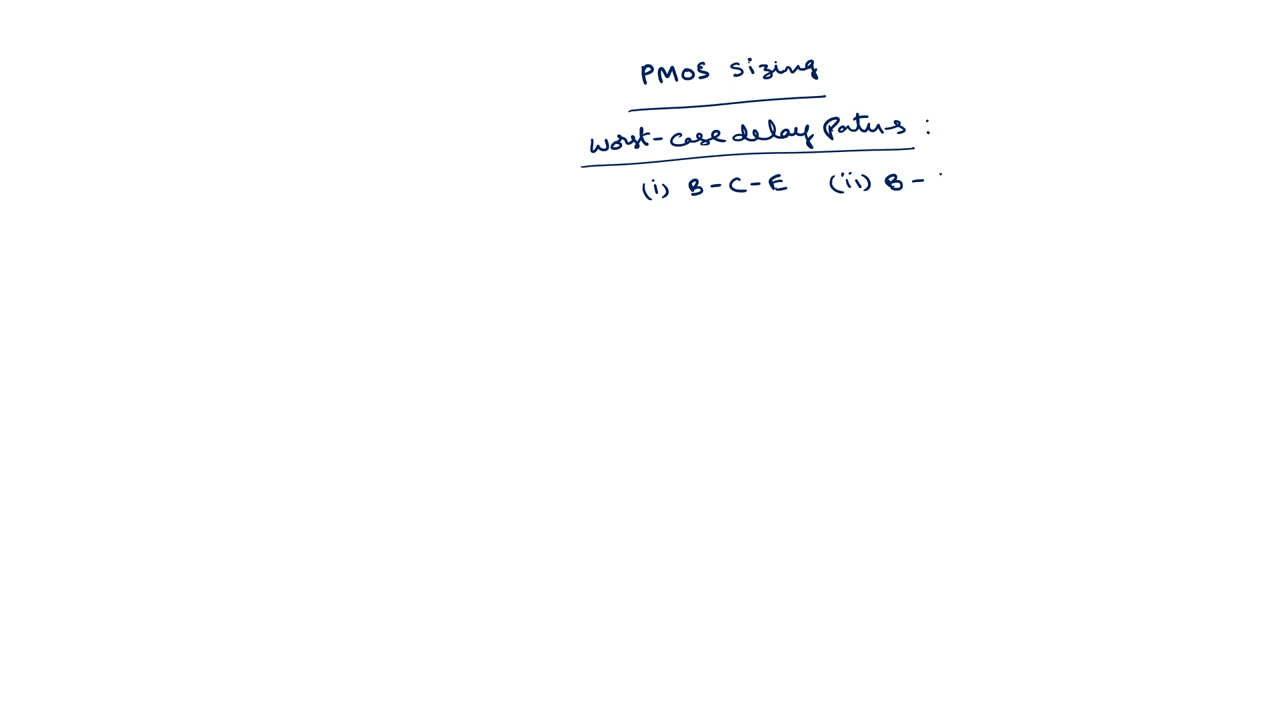 PMOS sizing
worst-case delay Paths :
(i) B-C-E (ii) B-